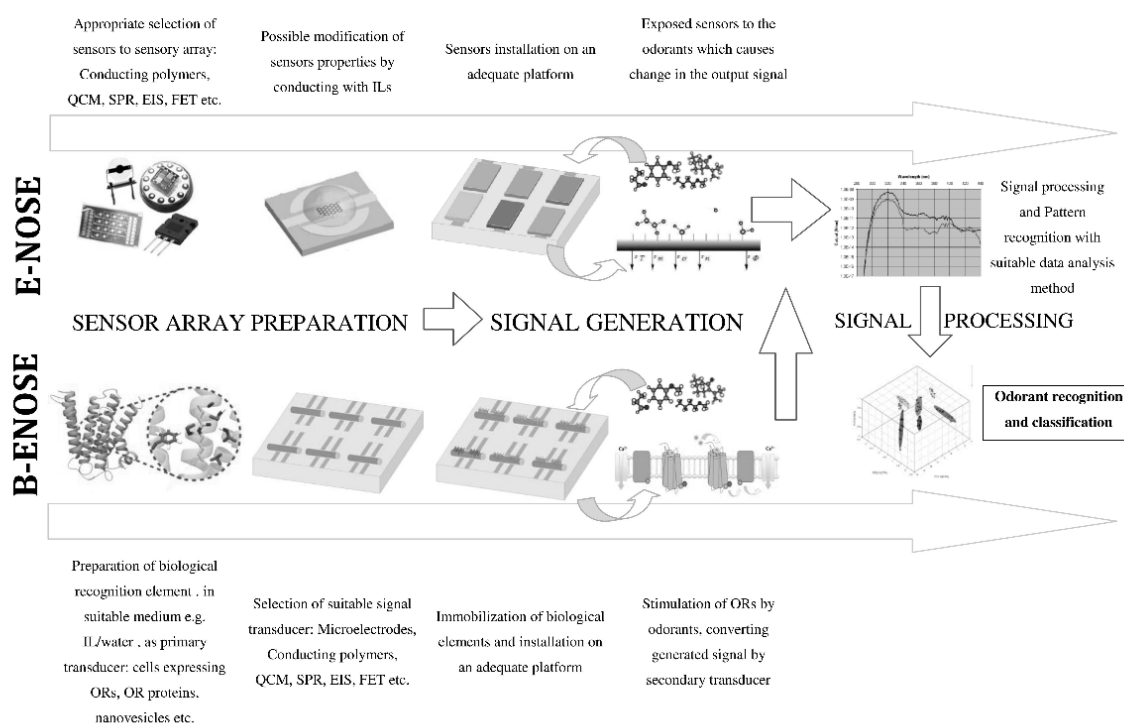 Appropriate selection of
sensors to sensory array:
Conducting polymers,
QCM, SPR, EIS, FET etc.
Possible modification of
sensors properties by
conducting with ILs
Sensors installation on an
adequate platform
Exposed sensors to the
odorants which causes
change in the output signal
E-NOSE
Signal processing
and Pattern
recognition with
suitable data analysis
method
SENSOR ARRAY PREPARATION
SIGNAL GENERATION
SIGNAL PROCESSING
B-ENOSE
Odorant recognition
and classification
Preparation of biological
recognition element , in
suitable medium e.g.
IL/water , as primary
transducer: cells expressing
ORs, OR proteins,
nanovesicles etc.
Selection of suitable signal
transducer: Microelectrodes,
Conducting polymers,
QCM, SPR, EIS, FET etc.
Immobilization of biological
elements and installation on
an adequate platform
Stimulation of ORs by
odorants, converting
generated signal by
secondary transducer